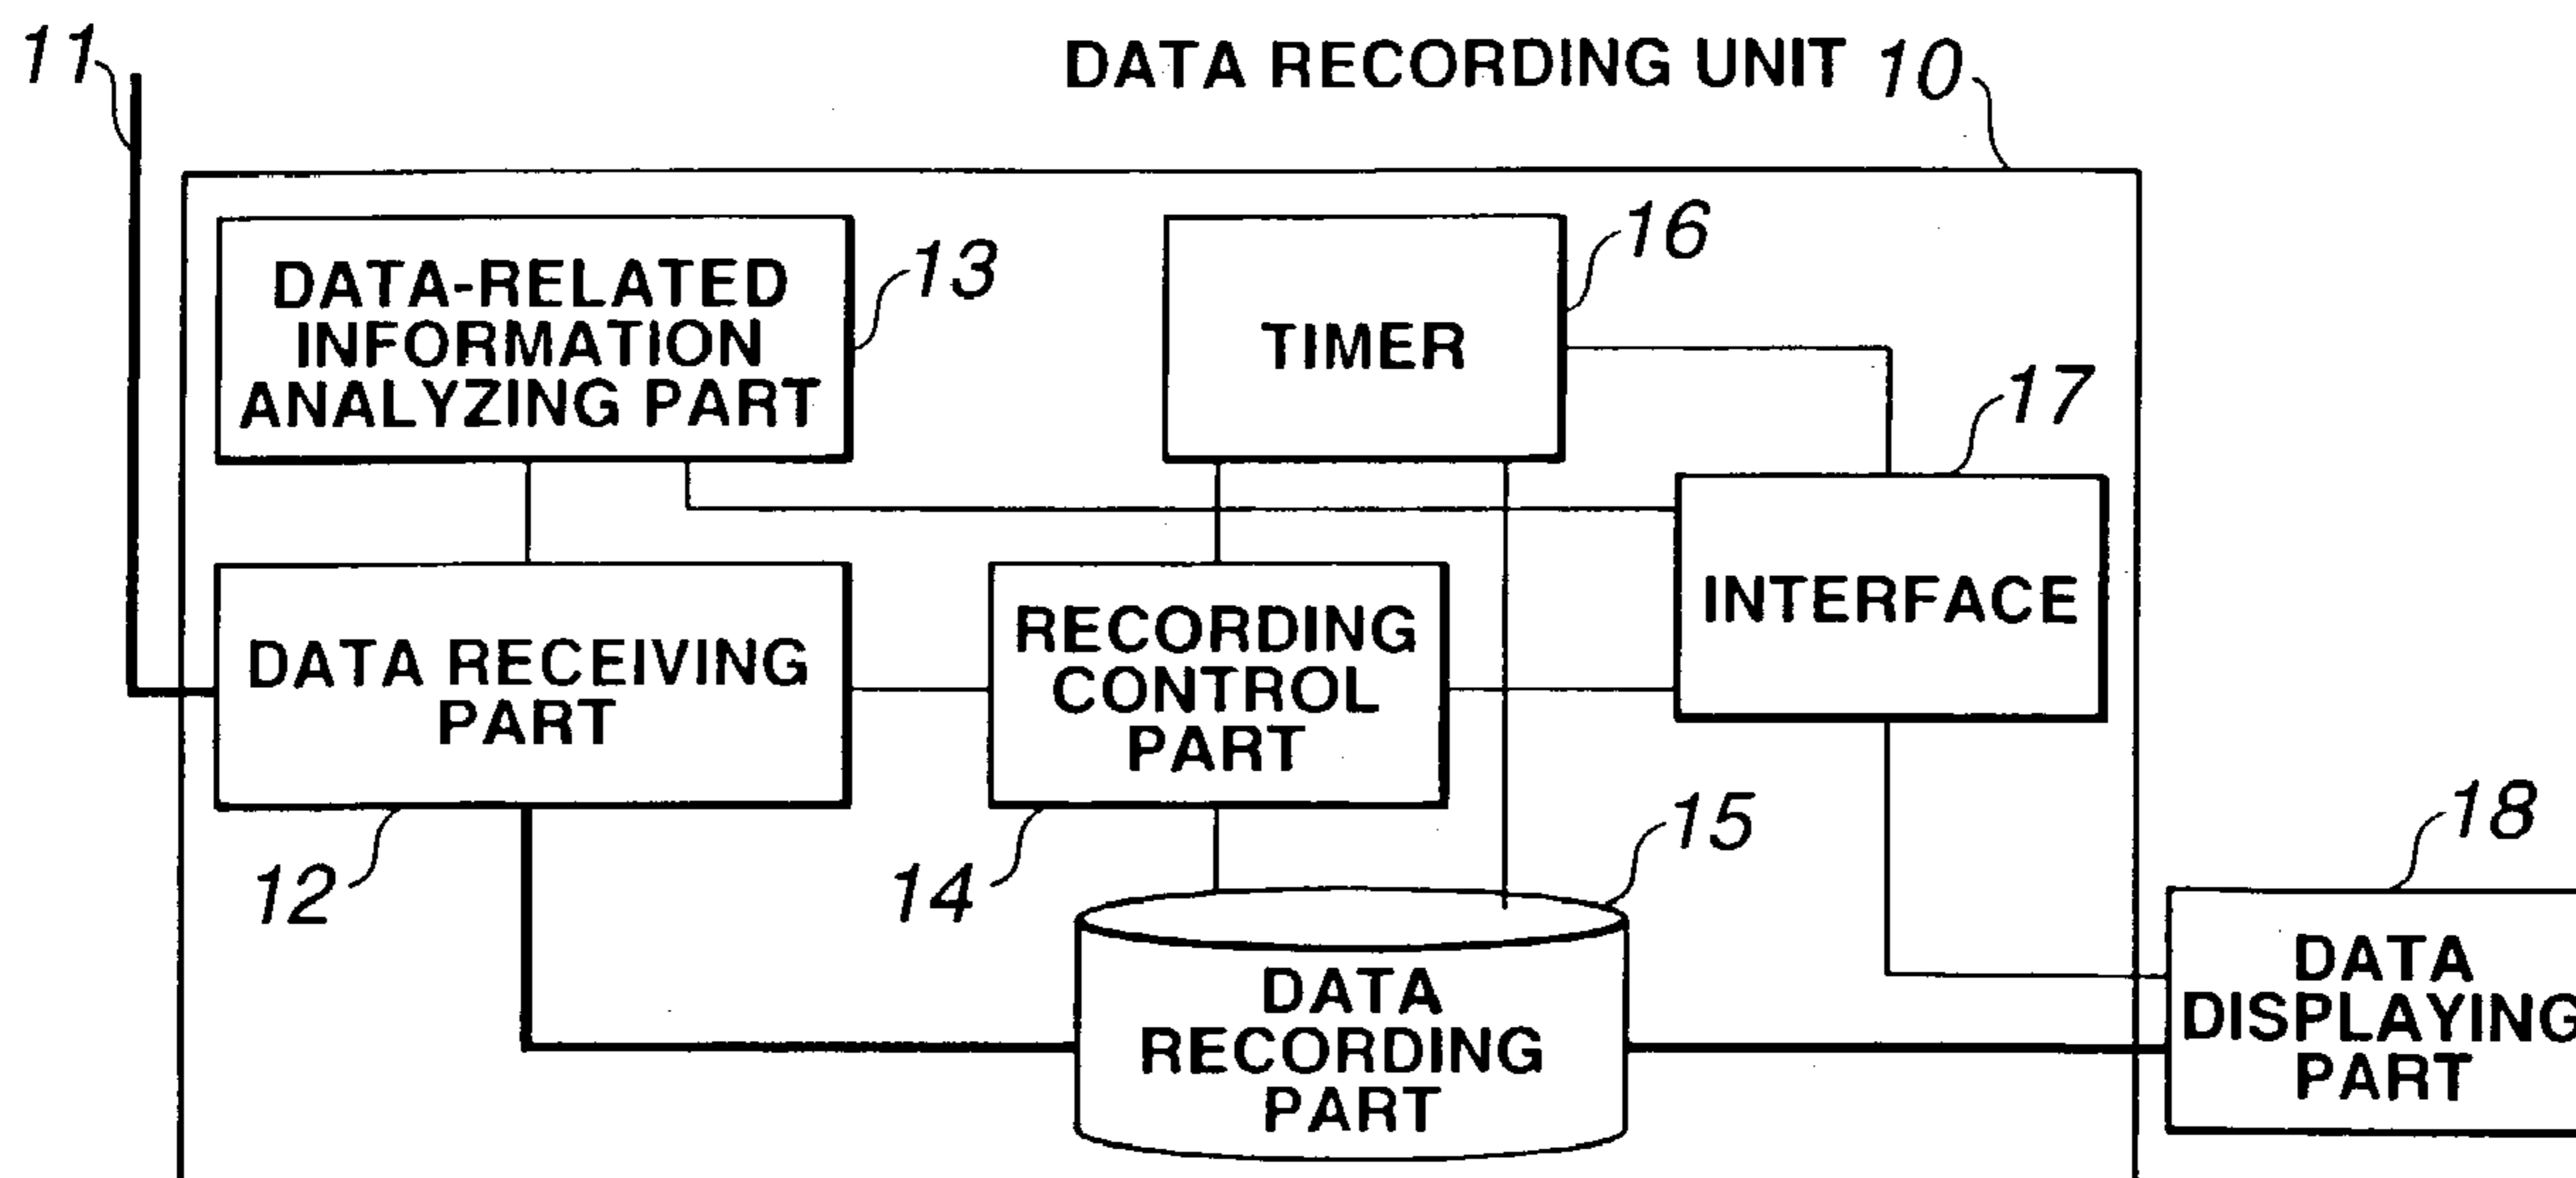 11
DATA RECORDING UNIT 10
DATA-RELATED
INFORMATION
ANALYZING PART
13
TIMER
16
17
DATA RECEIVING
PART
12
RECORDING
CONTROL
PART
14
INTERFACE
15
DATA
RECORDING
PART
18
DATA
DISPLAYING
PART